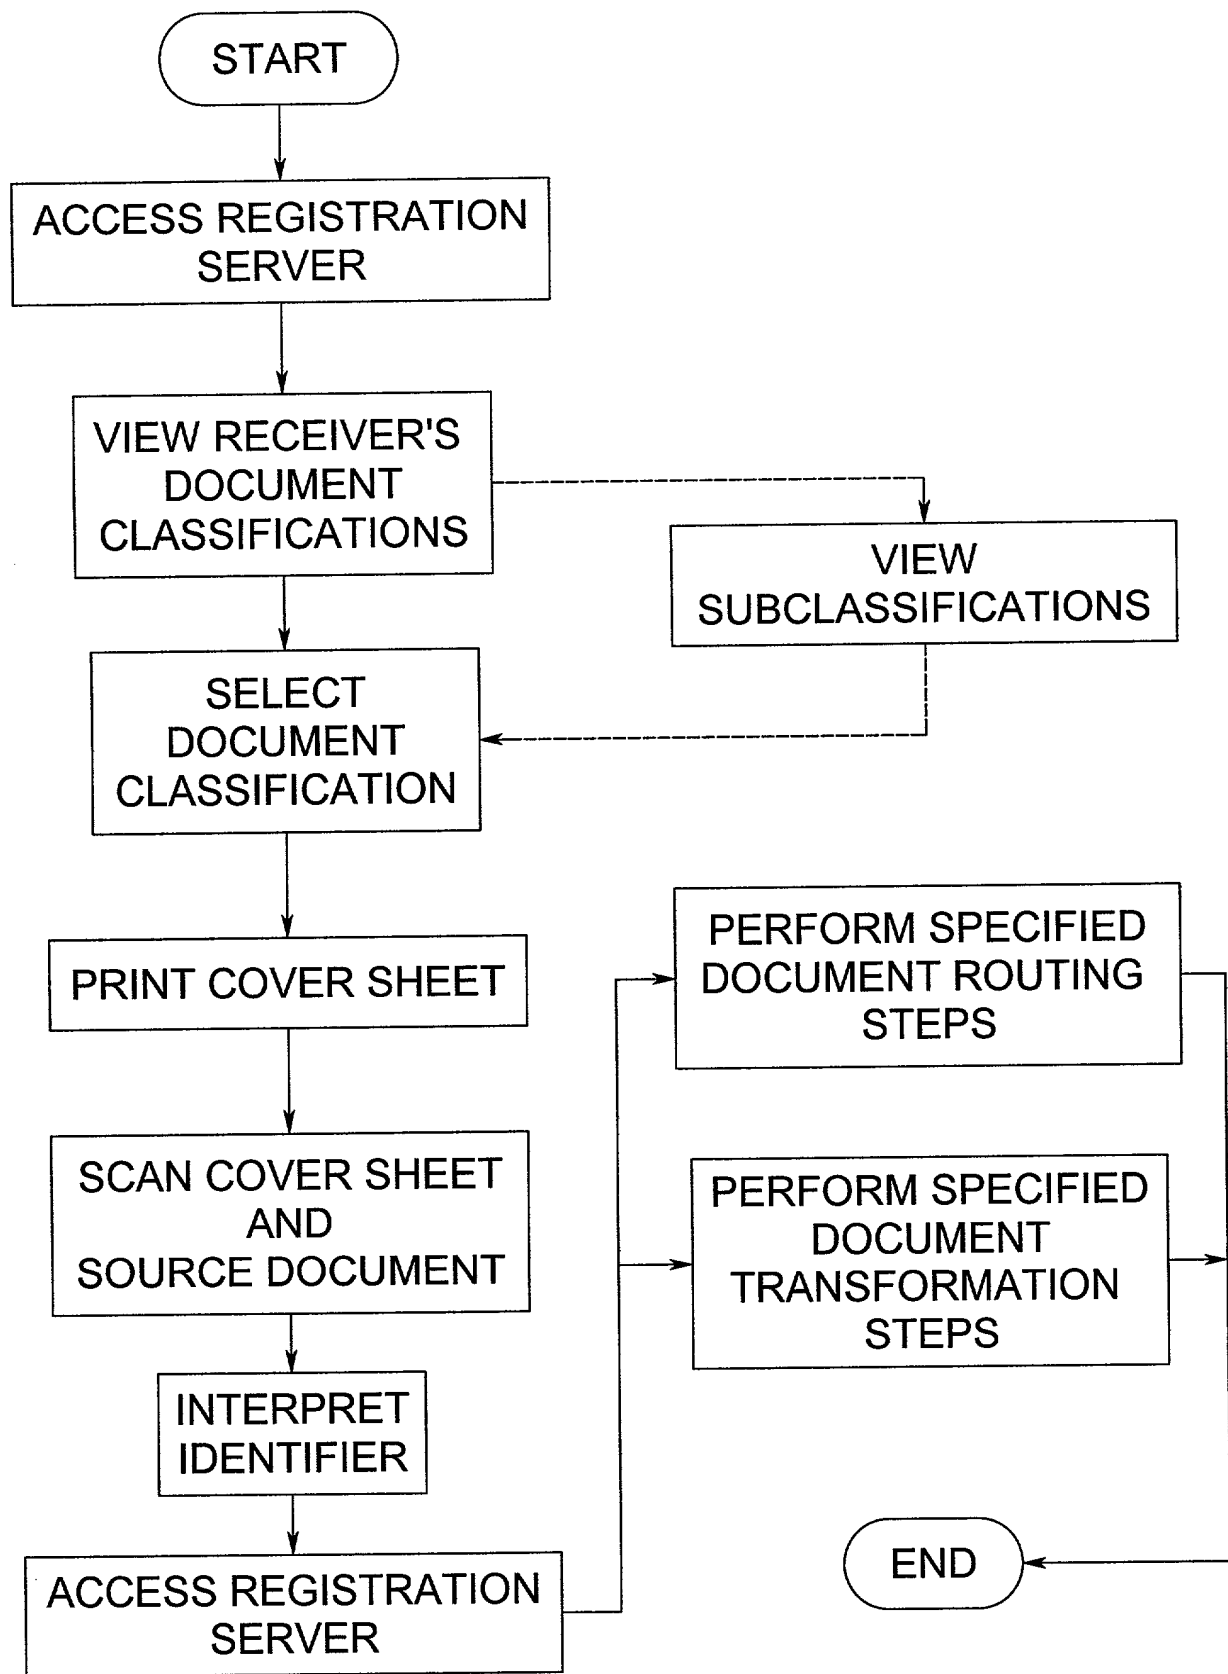 START
ACCESS REGISTRATION
SERVER
VIEW RECEIVER'S
DOCUMENT
CLASSIFICATIONS
VIEW
SUBCLASSIFICATIONS
SELECT
DOCUMENT
CLASSIFICATION
PRINT COVER SHEET
SCAN COVER SHEET
AND
SOURCE DOCUMENT
INTERPRET
IDENTIFIER
ACCESS REGISTRATION
SERVER
PERFORM SPECIFIED
DOCUMENT ROUTING
STEPS
PERFORM SPECIFIED
DOCUMENT
TRANSFORMATION
STEPS
END